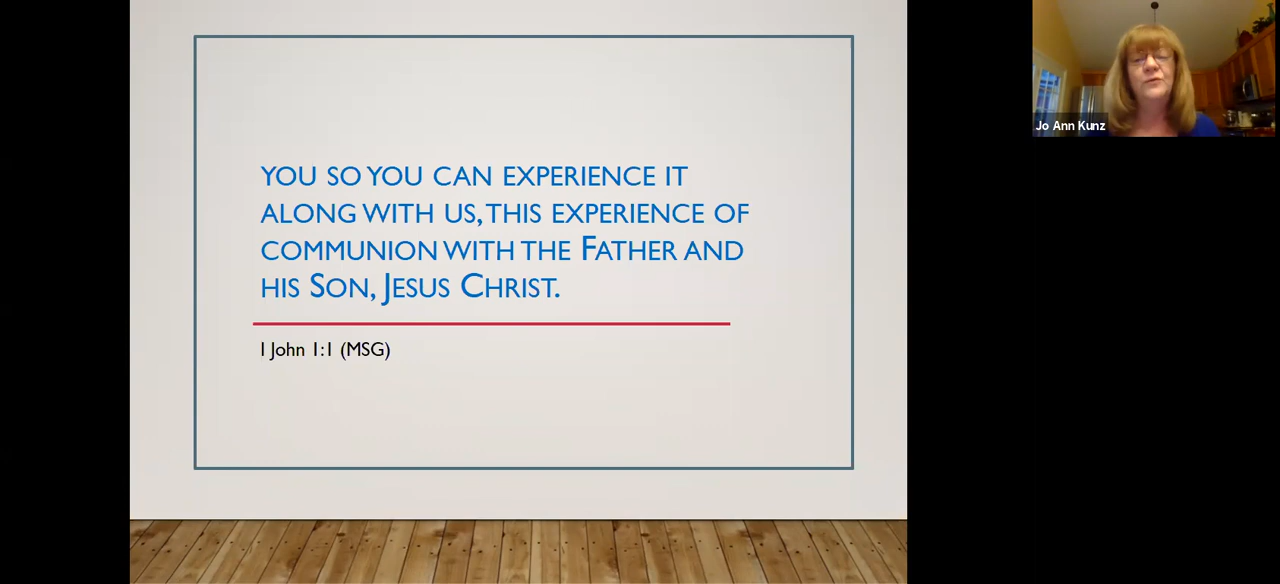 YOU SO YOU CAN EXPERIENCE IT
ALONG WITH US, THIS EXPERIENCE OF
COMMUNION WITH THE FATHER AND
HIS SON, JESUS CHRIST.
I John 1:1 (MSG)
Jo Ann Kunz